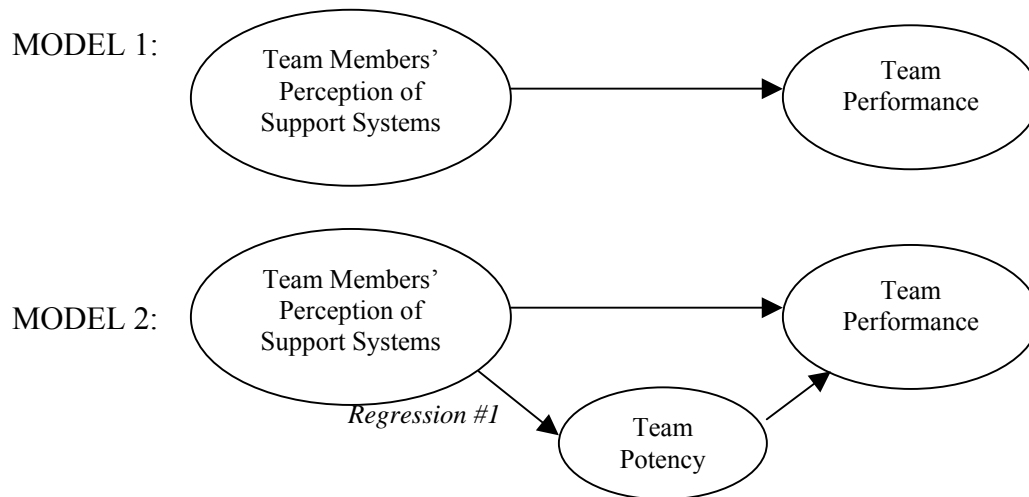 MODEL 1:
Team Members’
Perception of
Support Systems
Team
Performance
MODEL 2:
Team Members’
Perception of
Support Systems
Team
Performance
Regression #1
Team
Potency